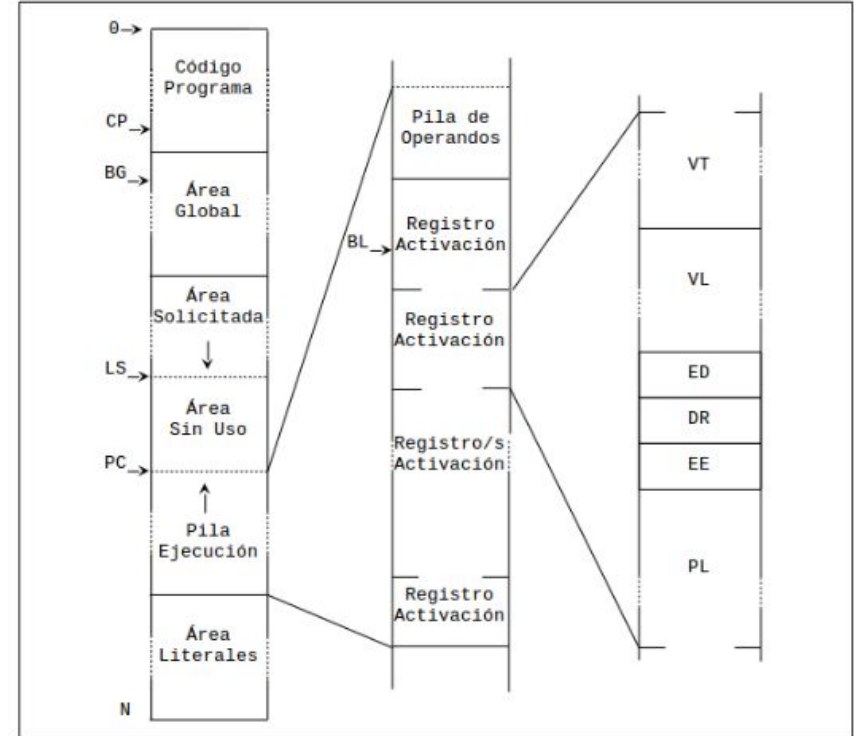 0
Código
Programa
CP
BG
Área
Global
Área
Solicitada
LS
Área
Sin Uso
PC
Pila
Ejecución
Área
Literales
N
Pila de
Operandos
Registro
BL
Activación
Registro
Activación
Registro/s
Activación
Registro
Activación
VT
VL
ED
DR
EE
PL